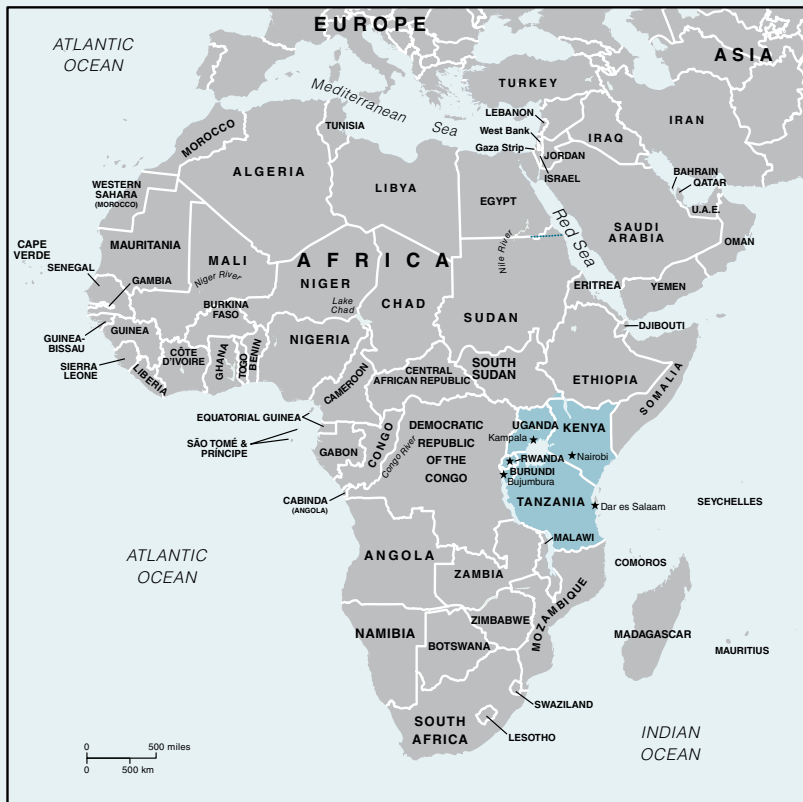 EUROPE
ATLANTIC
OCEAN
ASIA
TURKEY
Mediterranean Sea
LEBANON
West Bank
Gaza Strip
IRAQ
IRAN
JORDAN
ISRAEL
MOROCCO
TUNISIA
ALGERIA
LIBYA
EGYPT
BAHRAIN
QATAR
U.A.E.
SAUDI
ARABIA
OMAN
YEMEN
Red Sea
Nile River
WESTERN
SAHARA
(MOROCCO)
CAPE
VERDE
MAURITANIA
MALI
Niger River
AFRICA
NIGER
Lake
Chad
CHAD
SUDAN
ERITREA
DJIBOUTI
SENEGAL
GAMBIA
GUINEA-
BISSAU
GUINEA
SIERRA
LEONE
LIBERIA
CÔTE
D'IVOIRE
BURKINA
FASO
GHANA
TOGO
BENIN
NIGERIA
CAMEROON
CENTRAL
AFRICAN REPUBLIC
SOUTH
SUDAN
ETHIOPIA
SOMALIA
EQUATORIAL GUINEA
SÃO TOMÉ &
PRÍNCIPE
GABON
CONGO
Congo River
DEMOCRATIC
REPUBLIC
OF THE
CONGO
UGANDA
Kampala
KENYA
Nairobi
RWANDA
BURUNDI
Bujumbura
TANZANIA
Dar es Salaam
SEYCHELLES
CABINDA
(ANGOLA)
ATLANTIC
OCEAN
ANGOLA
ZAMBIA
MALAWI
COMOROS
MOZAMBIQUE
ZIMBABWE
NAMIBIA
BOTSWANA
MADAGASCAR
MAURITIUS
SWAZILAND
LESOTHO
SOUTH
AFRICA
INDIAN
OCEAN
0 500 miles
0 500 km